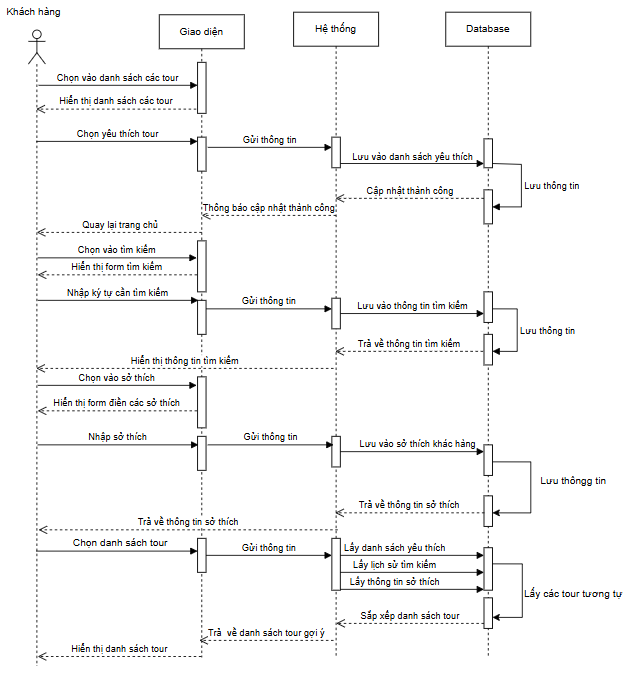 Khách hàng
Giao diện
Hệ thống
Database
Chọn vào danh sách các tour
Hiển thị danh sách các tour
Chọn yêu thích tour
Gửi thông tin
Lưu vào danh sách yêu thích
Lưu thông tin
Cập nhật thành công
Thông báo cập nhật thành công
Quay lại trang chủ
Chọn vào tìm kiếm
Hiển thị form tìm kiếm
Nhập ký tự cần tìm kiếm
Gửi thông tin
Lưu vào thông tin tìm kiếm
Lưu thông tin
Trả về thông tin tìm kiếm
Hiển thị thông tin tìm kiếm
Chọn vào sở thích
Hiển thị form điền các sở thích
Nhập sở thích
Gửi thông tin
Lưu vào sở thích khác hảng
Lưu thôngg tin
Trả về thông tin sở thích
Trả về thông tin sở thích
Chọn danh sách tour
Gửi thông tin
Lấy danh sách yêu thích
Lấy lịch sử tìm kiếm
Lấy thông tin sở thích
Lấy các tour tương tự
Sắp xếp danh sách tour
Trả về danh sách tour gợi ý
Hiển thị danh sách tour